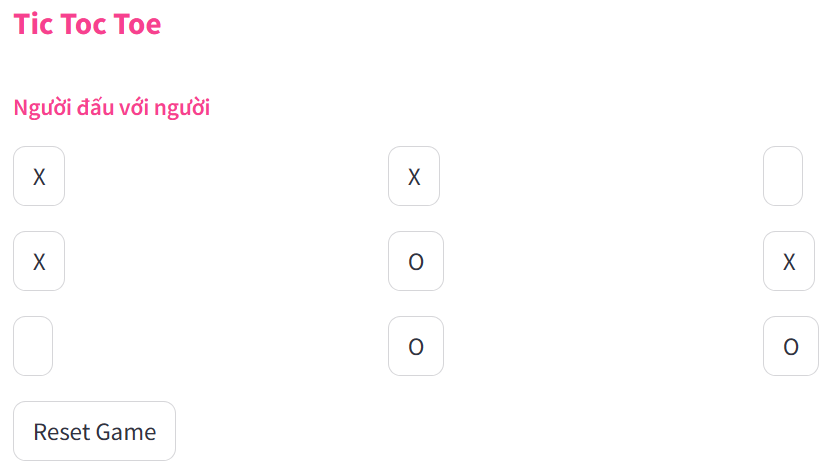 Tic Toc Toe
Người đấu với người
X X
X O X
O O
Reset Game